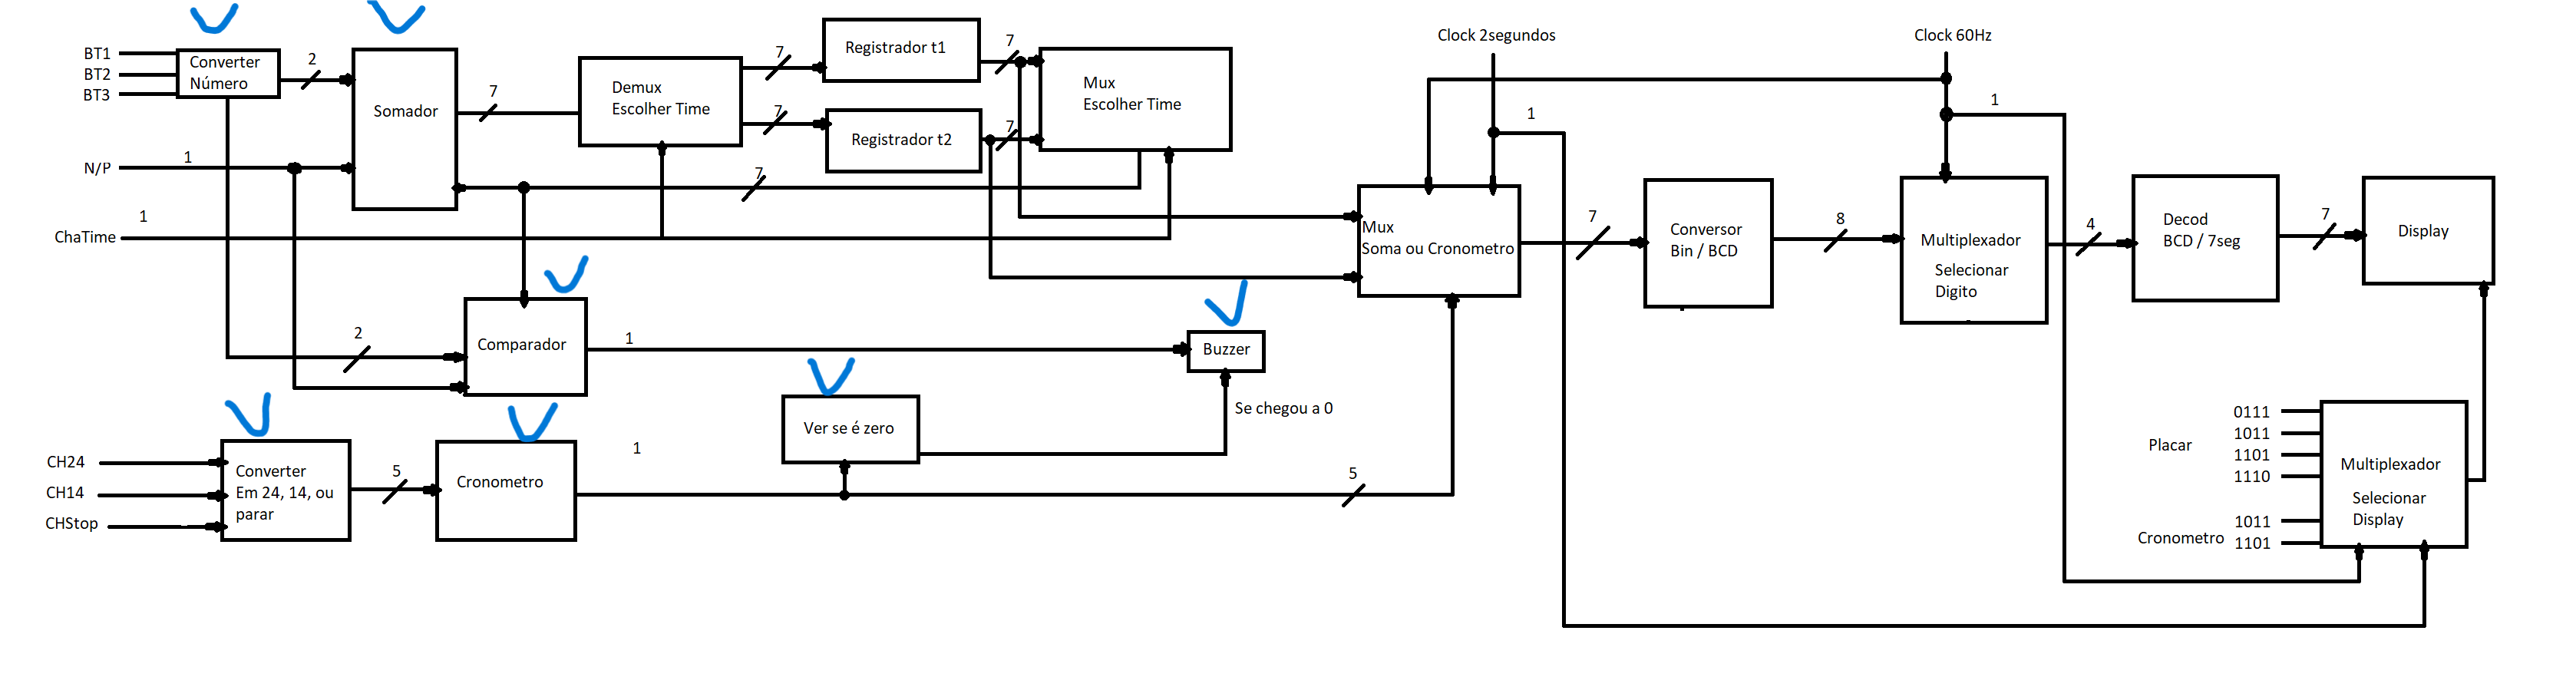 BT1
BT2
BT3
Converter
Número
2
N/P
1
ChaTime
1
Somador
7
Demux
Escolher Time
7
7
7
Registrador t1
Registrador t2
7
7
Mux
Escolher Time
Clock 2segundos
1
Clock 60Hz
1
Mux
Soma ou Cronometro
7
Conversor
Bin / BCD
8
Multiplexador
Selecionar
Digito
4
Decod
BCD / 7seg
7
Display
2
Comparador
1
Buzzer
Se chegou a 0
Ver se é zero
CH24
CH14
CHStop
Converter
Em 24, 14, ou
parar
5
Cronometro
1
5
Placar
0111
1011
1101
1110
Cronometro
1011
1101
Multiplexador
Selecionar
Display